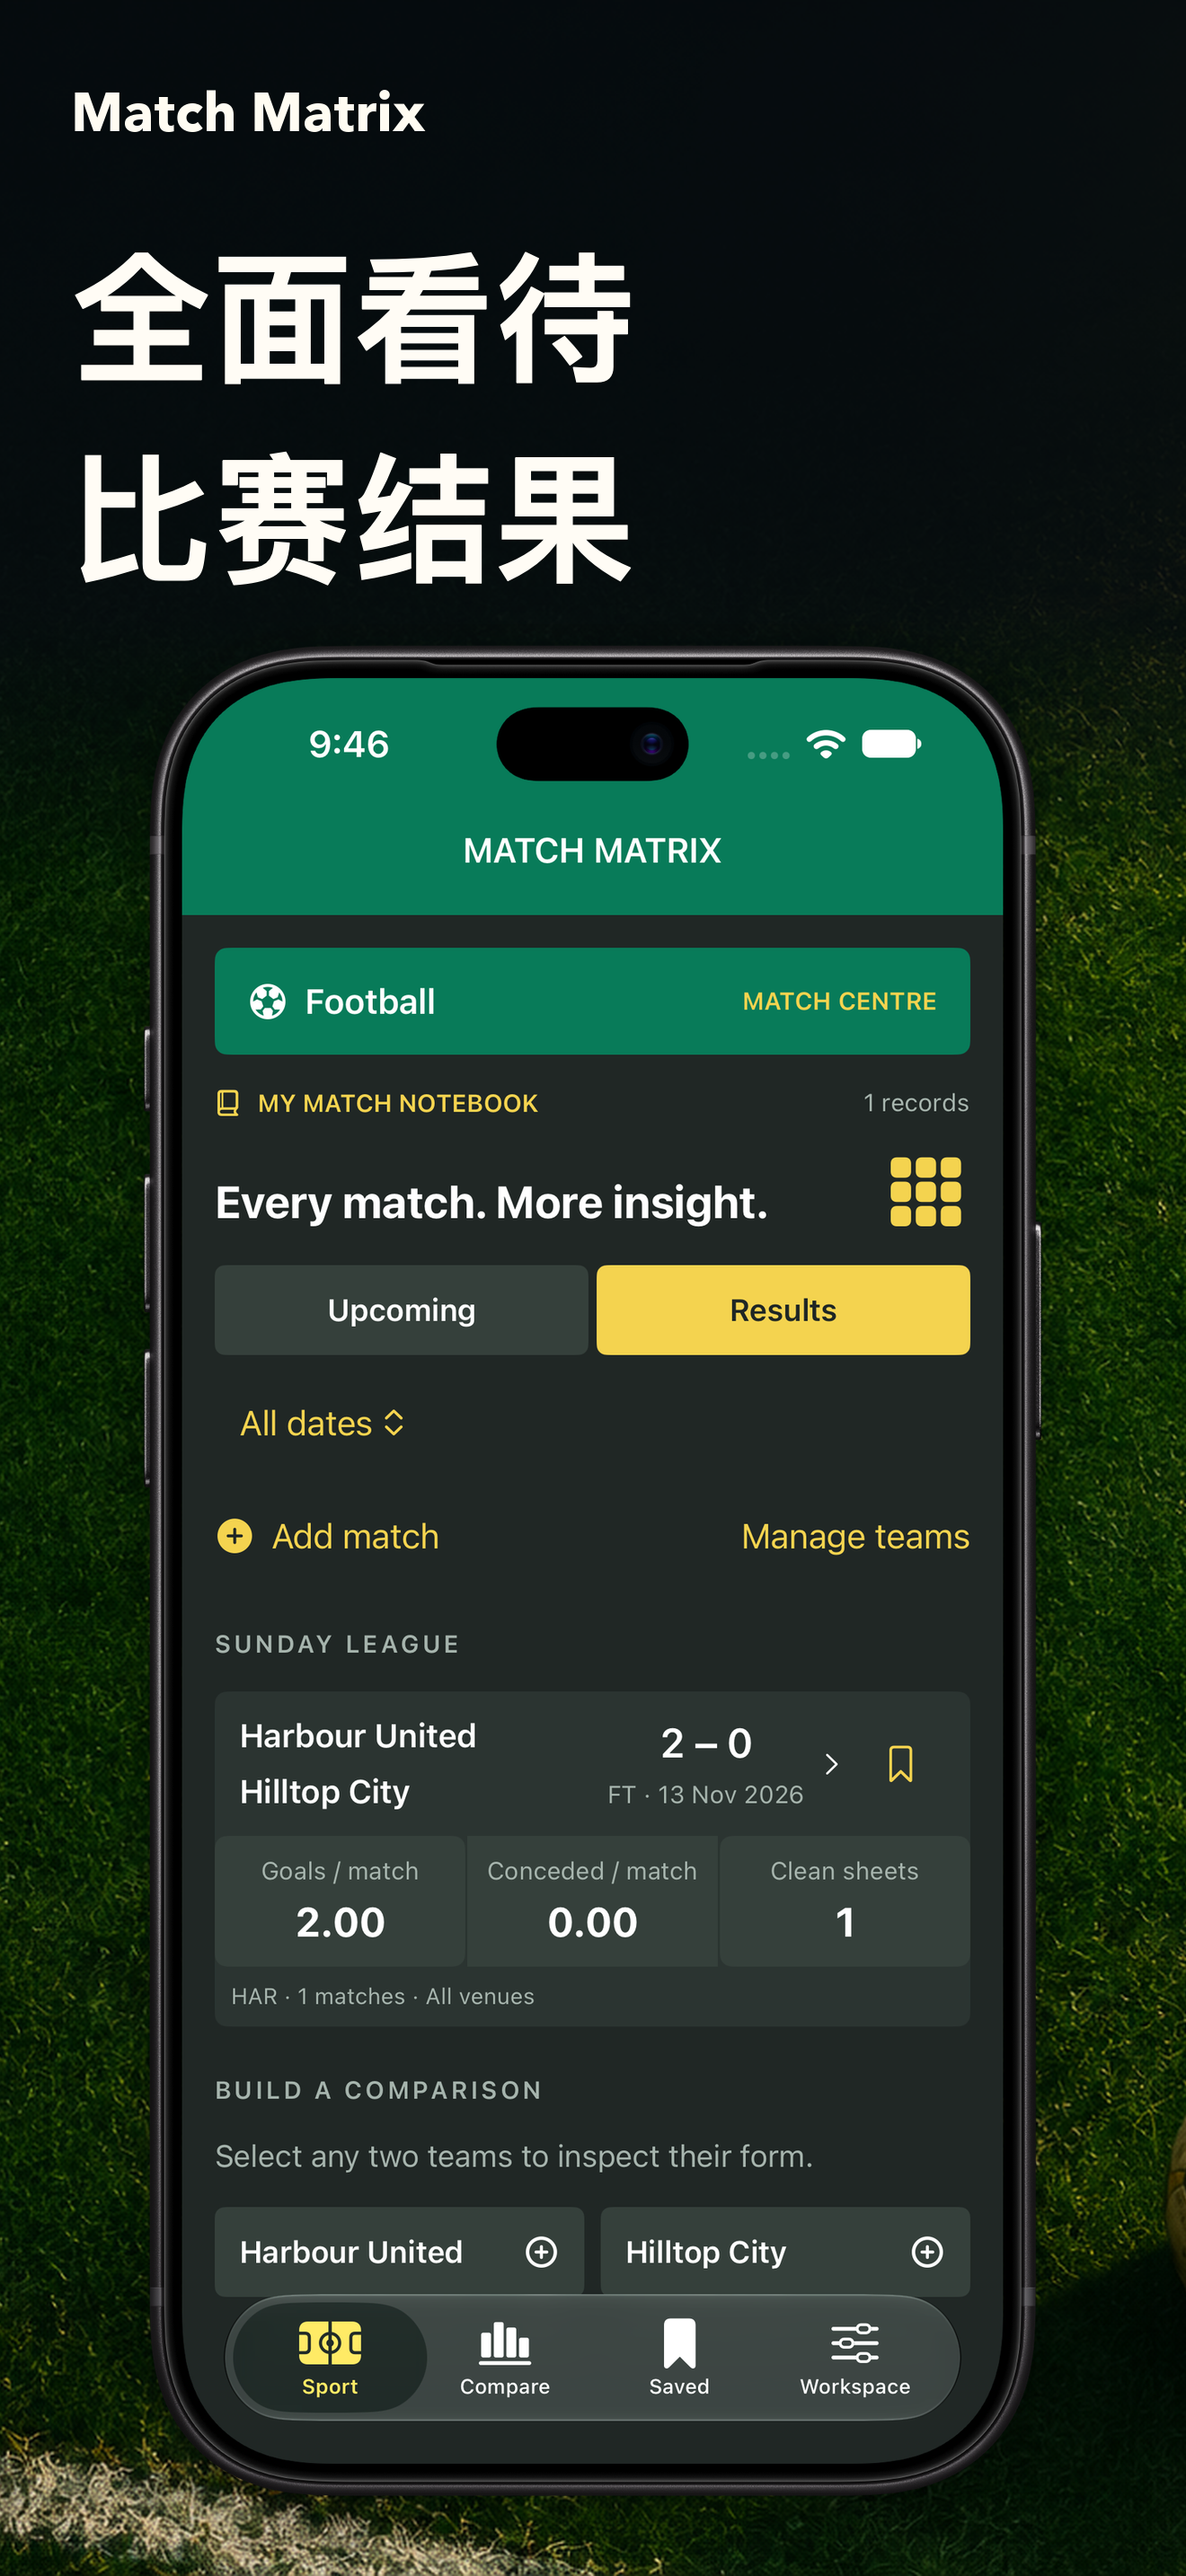 Match Matrix
全面看待
比赛结果
9:46
MATCH MATRIX
Football
MATCH CENTRE
MY MATCH NOTEBOOK
1 records
Every match. More insight.
Upcoming
Results
All dates
Add match
Manage teams
SUNDAY LEAGUE
Harbour United
2 – 0
Hilltop City
FT · 13 Nov 2026
Goals / match
Conceded / match
Clean sheets
2.00
0.00
1
HAR · 1 matches · All venues
BUILD A COMPARISON
Select any two teams to inspect their form.
Harbour United
Hilltop City
Sport
Compare
Saved
Workspace